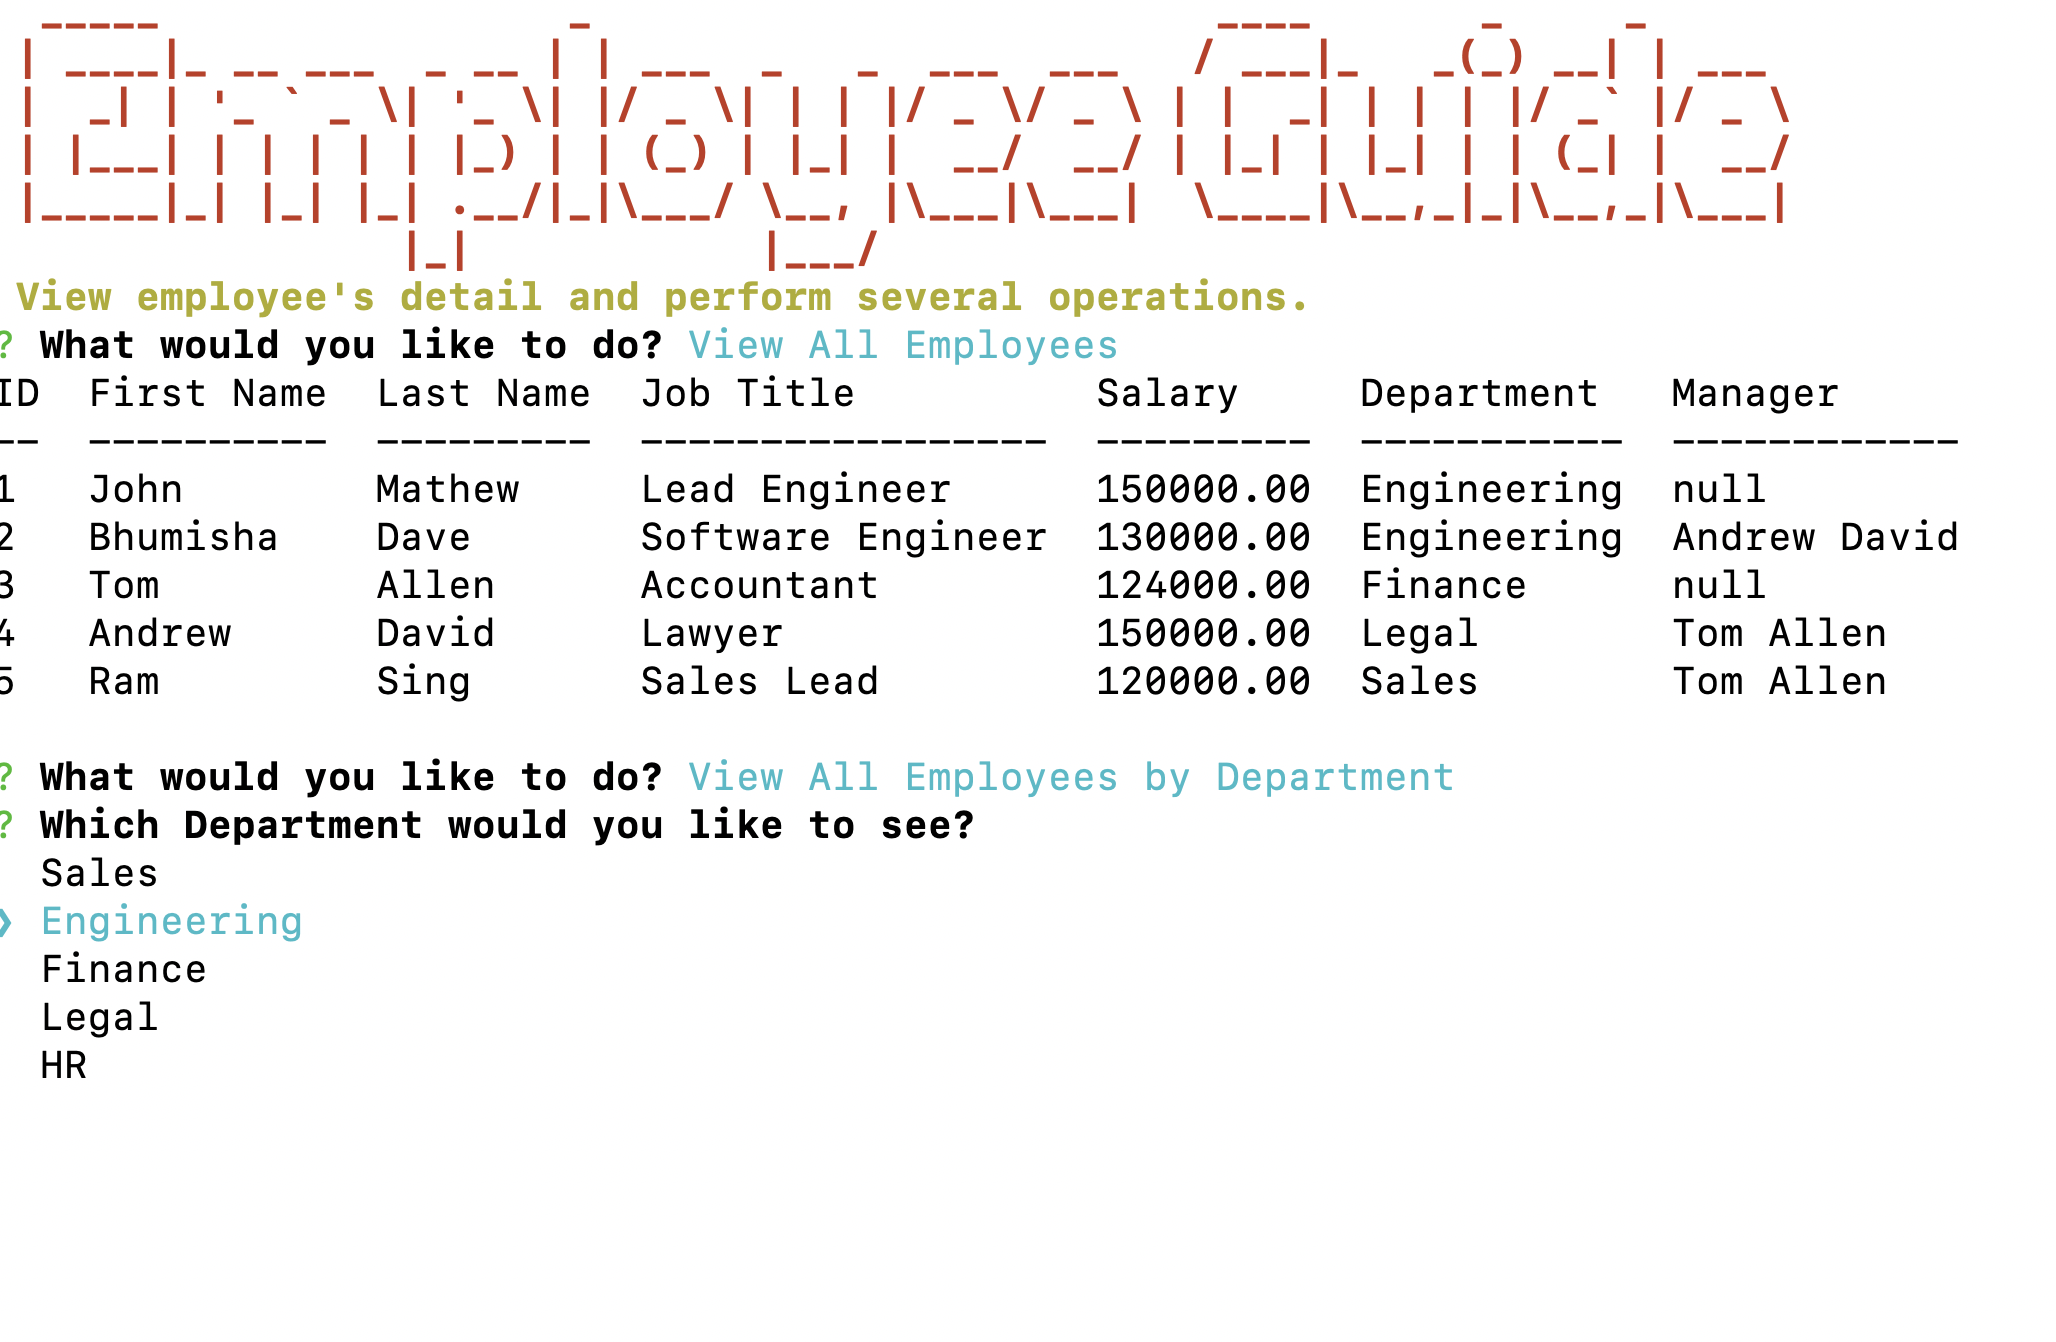 Employee Guide
View employee's detail and perform several operations.
? What would you like to do? View All Employees
ID  First Name  Last Name  Job Title          Salary     Department   Manager
--  ----------  ---------  -----------------  ---------  -----------  ------------
1   John        Mathew     Lead Engineer      150000.00  Engineering  null
2   Bhumisha    Dave       Software Engineer  130000.00  Engineering  Andrew David
3   Tom         Allen      Accountant         124000.00  Finance      null
4   Andrew      David      Lawyer             150000.00  Legal        Tom Allen
5   Ram         Sing       Sales Lead         120000.00  Sales        Tom Allen
? What would you like to do? View All Employees by Department
? Which Department would you like to see?
Sales
❯ Engineering
Finance
Legal
HR